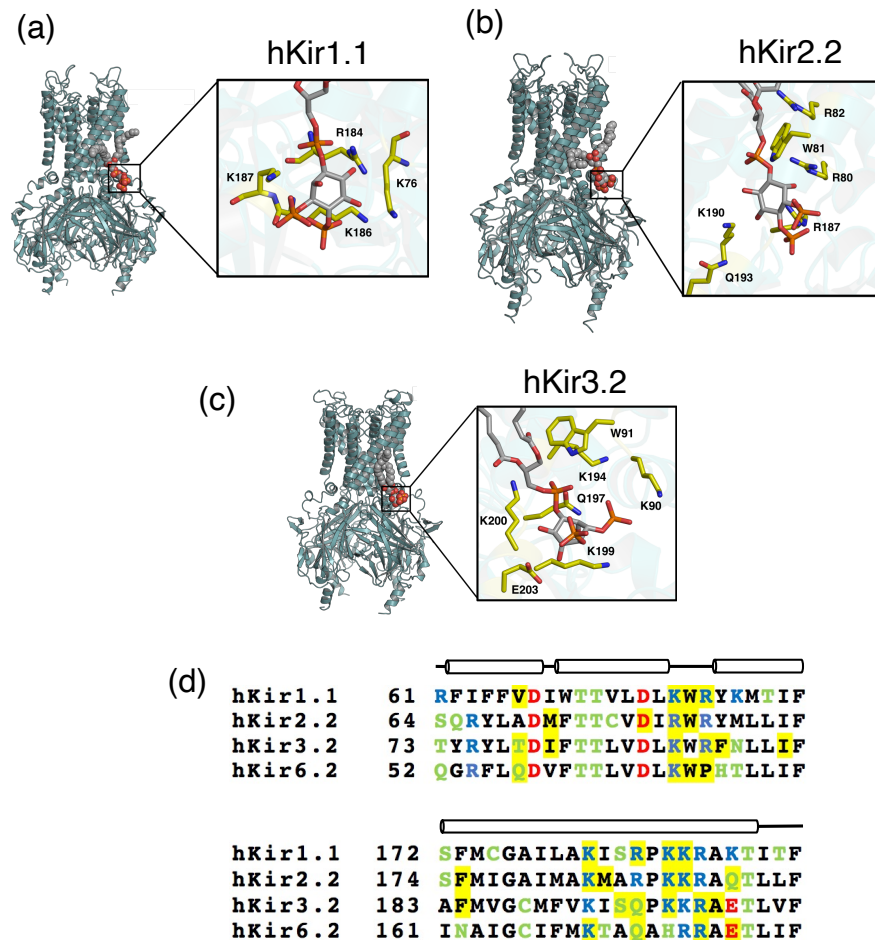 (a)
hKir1.1
R184
K187
K76
K186
(b)
hKir2.2
R82
W81
R80
K190
R187
Q193
(c)
hKir3.2
W91
K194
Q197
K90
K200
K199
E203
(d)
hKir1.1 61 RFIFFVDIWTTVLDLKWRYKMTIF
hKir2.2 64 SQRYLADMFTTCVDIRWRYMLLIF
hKir3.2 73 TYRYLTDIFTTLVDLKWRFNLLIF
hKir6.2 52 QGRFLQDVFTTLVDLKWPHTLLIF
hKir1.1 172 SFMCGAILAKISRPKKRAKTITF
hKir2.2 174 SFMIGAIMAKMARPKKRAQTLLF
hKir3.2 183 AFMVGCMFVKISQPKKRAETLVF
hKir6.2 161 INAIGCIFMKTAQAHRRAETLIF